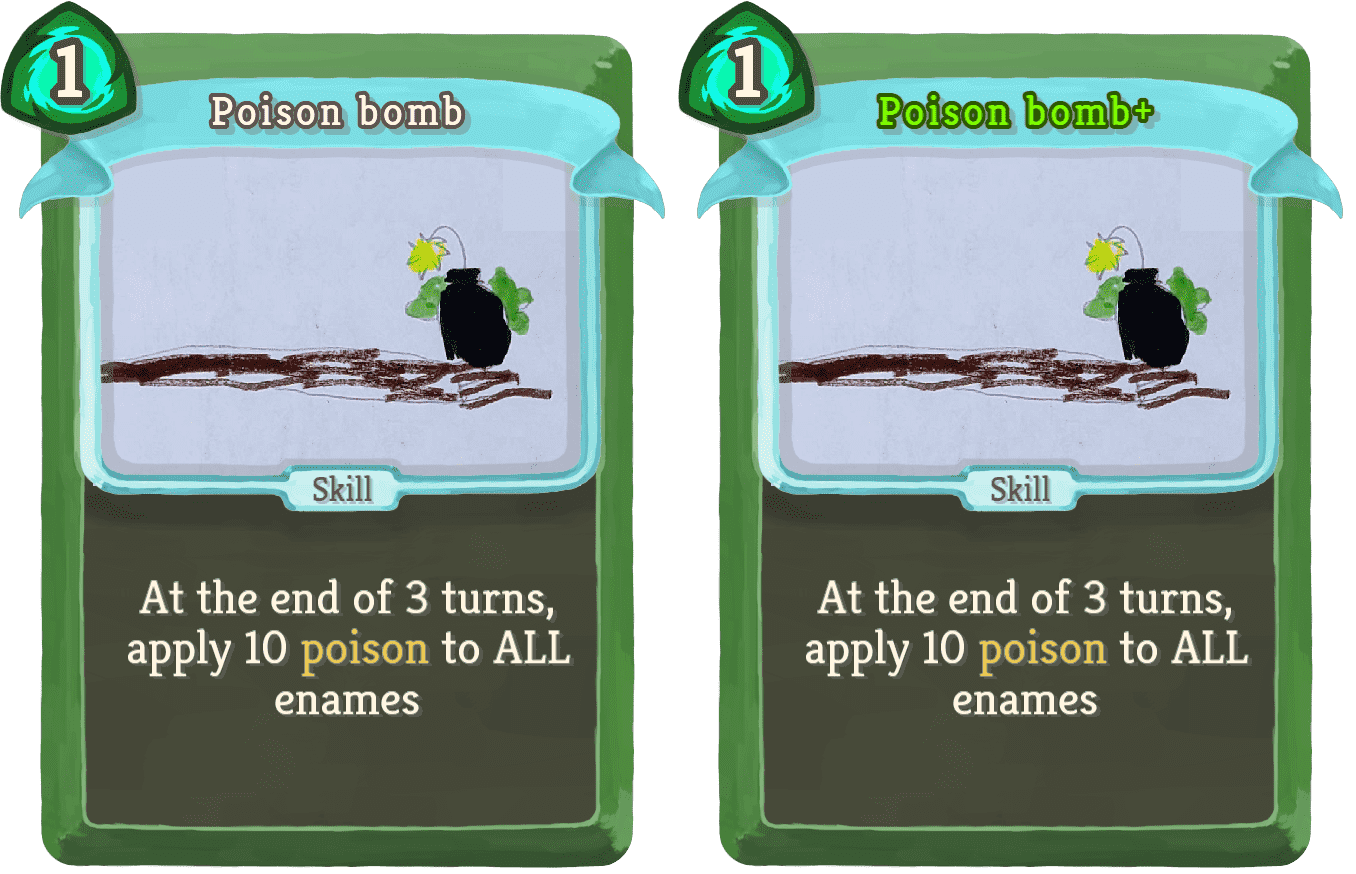 1
Poison bomb
Skill
At the end of 3 turns,
apply 10 poison to ALL
enames
1
Poison bomb+
Skill
At the end of 3 turns,
apply 10 poison to ALL
enames